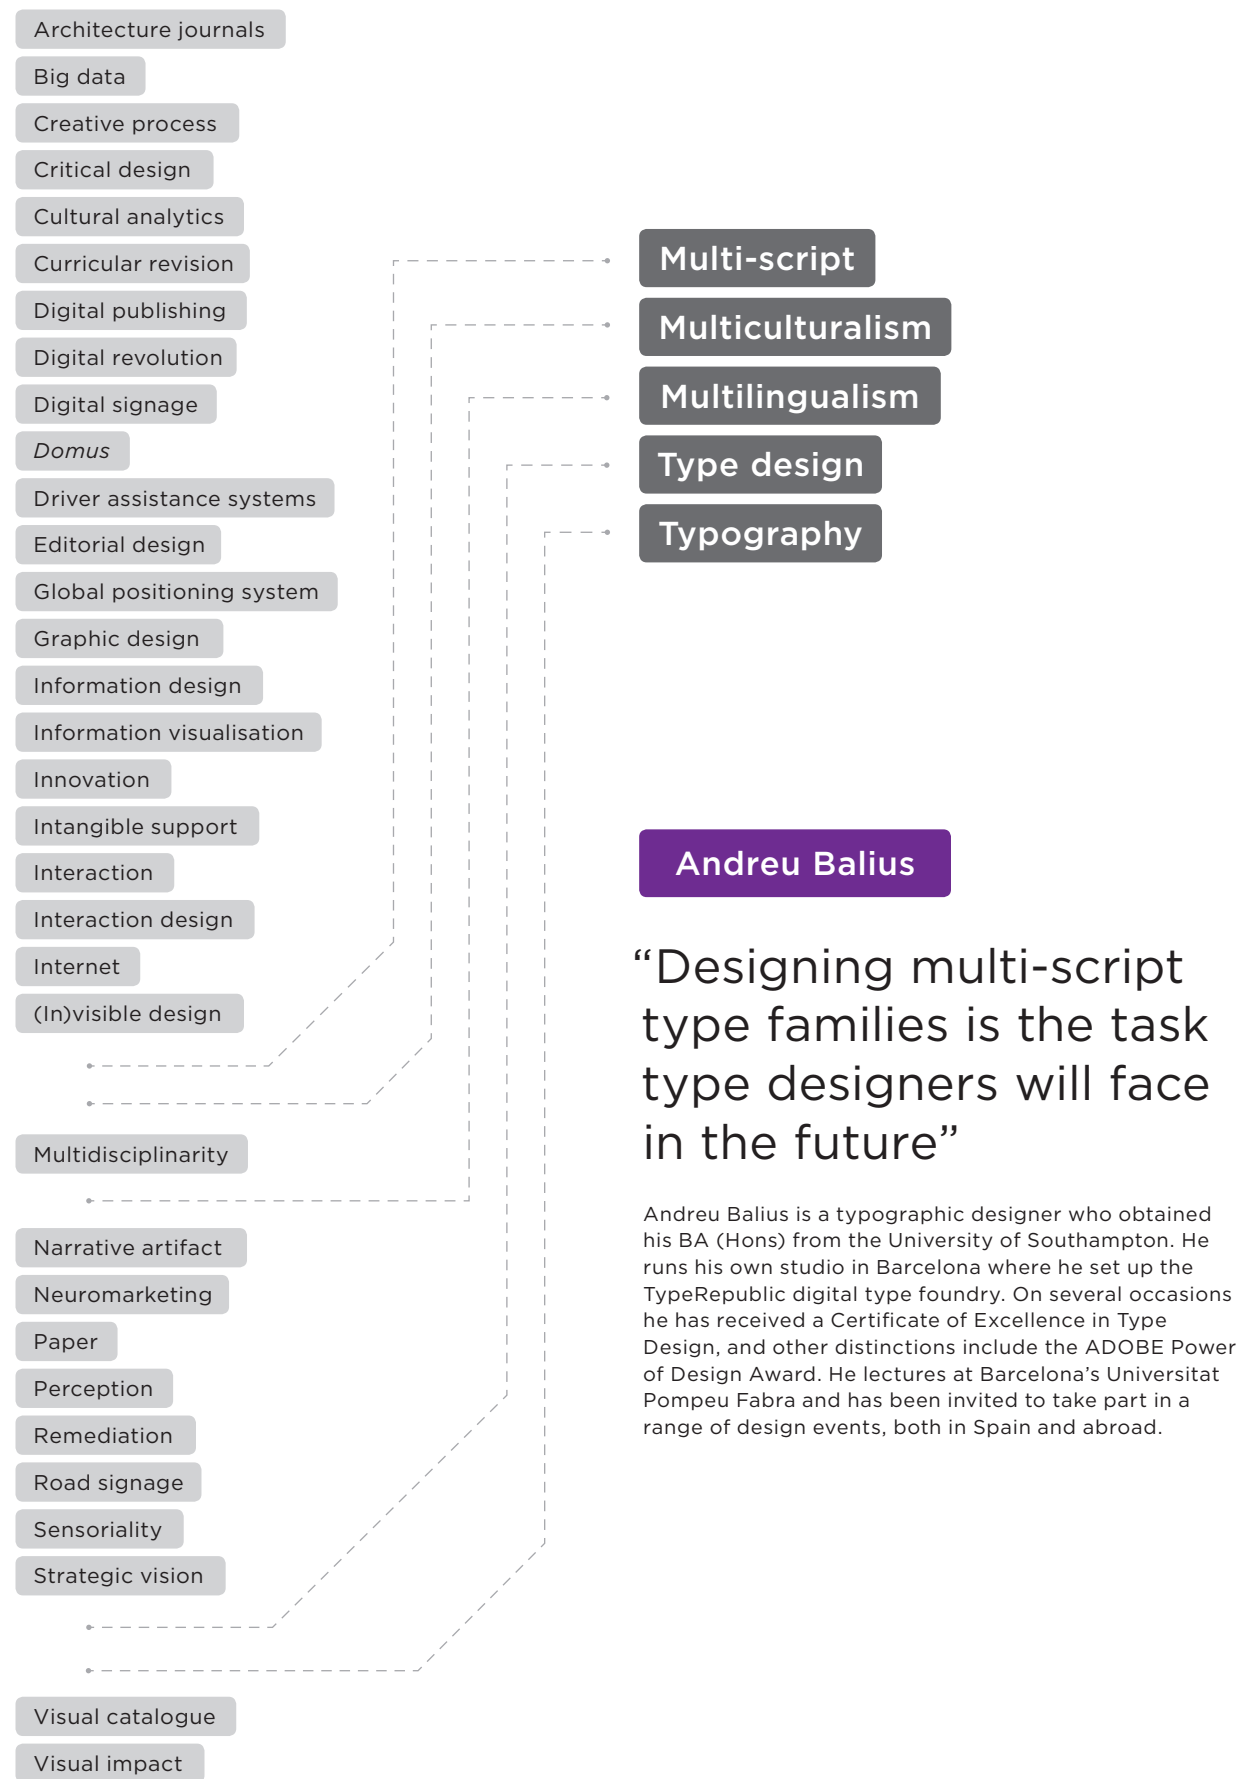 Architecture journals
Big data
Creative process
Critical design
Cultural analytics
Curricular revision
Digital publishing
Digital revolution
Digital signage
Domus
Driver assistance systems
Editorial design
Global positioning system
Graphic design
Information design
Information visualisation
Innovation
Intangible support
Interaction
Interaction design
Internet
(In)visible design
Multidisciplinarity
Narrative artifact
Neuromarketing
Paper
Perception
Remediation
Road signage
Sensoriality
Strategic vision
Visual catalogue
Visual impact
Multi-script
Multiculturalism
Multilingualism
Type design
Typography
Andreu Balius
“Designing multi-script
type families is the task
type designers will face
in the future”
Andreu Balius is a typographic designer who obtained
his BA (Hons) from the University of Southampton. He
runs his own studio in Barcelona where he set up the
TypeRepublic digital type foundry. On several occasions
he has received a Certificate of Excellence in Type
Design, and other distinctions include the ADOBE Power
of Design Award. He lectures at Barcelona’s Universitat
Pompeu Fabra and has been invited to take part in a
range of design events, both in Spain and abroad.